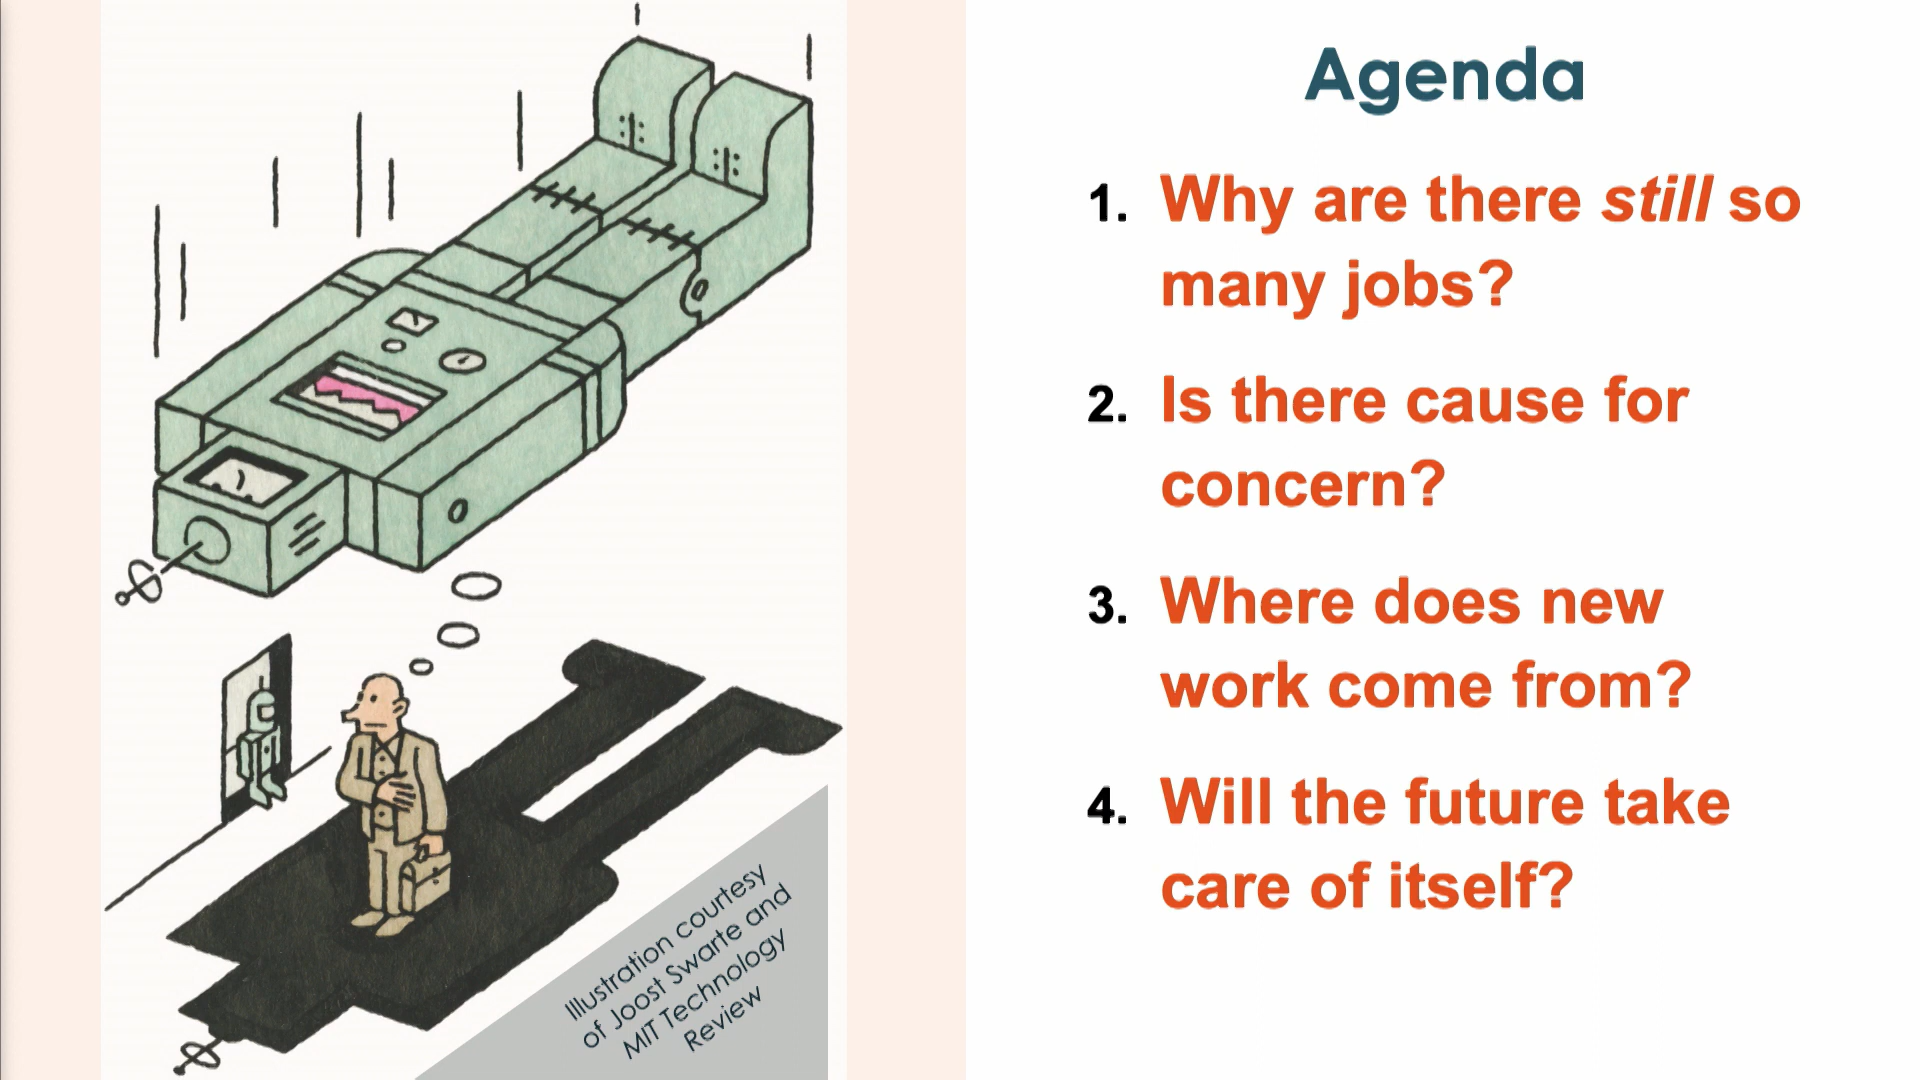 Agenda
1. Why are there still so
many jobs?
2. Is there cause for
concern?
3. Where does new
work come from?
4. Will the future take
care of itself?
Illustration courtesy
of Joost Swarte and
MIT Technology
Review